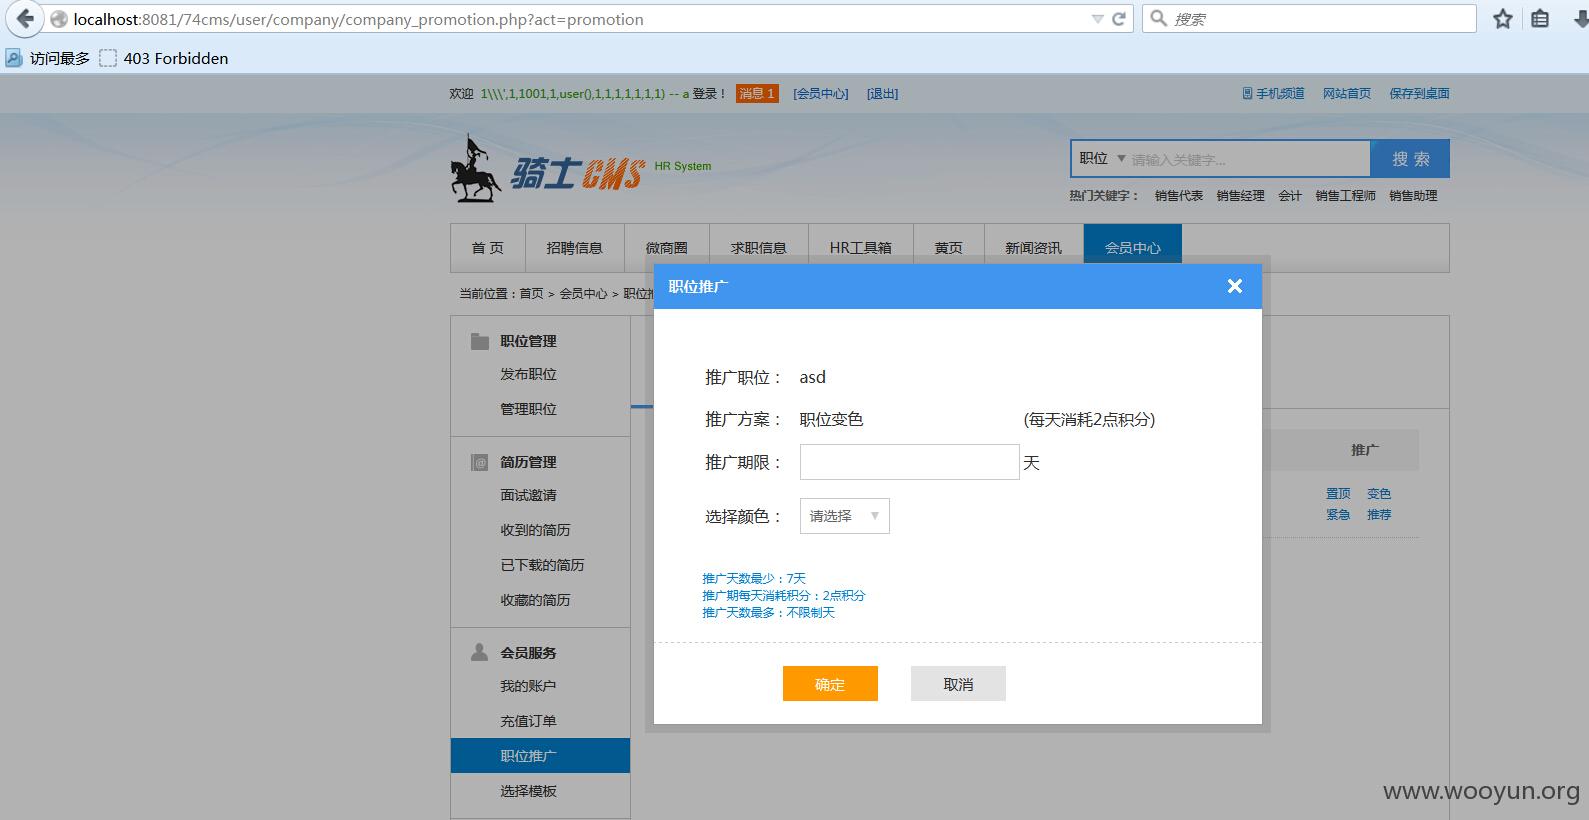 localhost:8081/74cms/user/company/company_promotion.php?act=promotion
搜索
访问最多 403 Forbidden
欢迎 1\\\',1,1001,1,user(),1,1,1,1,1,1,1) -- a 登录！ 消息 1 [会员中心] [退出]
手机频道 网站首页 保存到桌面
骑士CMS HR System
职位 请输入关键字... 搜 索
热门关键字： 销售代表 销售经理 会计 销售工程师 销售助理
首 页 招聘信息 微商圈 求职信息 HR工具箱 黄页 新闻资讯 会员中心
当前位置：首页 > 会员中心 > 职位推
职位推广
职位管理
发布职位
管理职位
简历管理
面试邀请
收到的简历
已下载的简历
收藏的简历
会员服务
我的账户
充值订单
职位推广
选择模板
推广职位： asd
推广方案： 职位变色 (每天消耗2点积分)
推广期限： 天
选择颜色： 请选择
推广天数最少：7天
推广期每天消耗积分：2点积分
推广天数最多：不限制天
确定 取消
推广
置顶 变色
紧急 推荐
www.wooyun.org